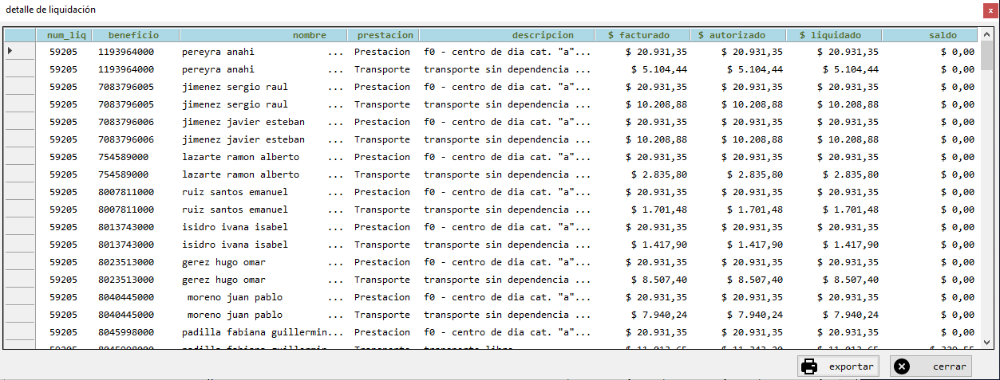 detalle de liquidación x
num_liq beneficio nombre prestacion descripcion $ facturado $ autorizado $ liquidado saldo
59205 1193964000 pereyra anahi ... Prestacion f0 - centro de dia cat. "a"... $ 20.931,35 $ 20.931,35 $ 20.931,35 $ 0,00
59205 1193964000 pereyra anahi ... Transporte transporte sin dependencia ... $ 5.104,44 $ 5.104,44 $ 5.104,44 $ 0,00
59205 7083796005 jimenez sergio raul ... Prestacion f0 - centro de dia cat. "a"... $ 20.931,35 $ 20.931,35 $ 20.931,35 $ 0,00
59205 7083796005 jimenez sergio raul ... Transporte transporte sin dependencia ... $ 10.208,88 $ 10.208,88 $ 10.208,88 $ 0,00
59205 7083796006 jimenez javier esteban ... Prestacion f0 - centro de dia cat. "a"... $ 20.931,35 $ 20.931,35 $ 20.931,35 $ 0,00
59205 7083796006 jimenez javier esteban ... Transporte transporte sin dependencia ... $ 10.208,88 $ 10.208,88 $ 10.208,88 $ 0,00
59205 754589000 lazarte ramon alberto ... Prestacion f0 - centro de dia cat. "a"... $ 20.931,35 $ 20.931,35 $ 20.931,35 $ 0,00
59205 754589000 lazarte ramon alberto ... Transporte transporte sin dependencia ... $ 2.835,80 $ 2.835,80 $ 2.835,80 $ 0,00
59205 8007811000 ruiz santos emanuel ... Prestacion f0 - centro de dia cat. "a"... $ 20.931,35 $ 20.931,35 $ 20.931,35 $ 0,00
59205 8007811000 ruiz santos emanuel ... Transporte transporte sin dependencia ... $ 1.701,48 $ 1.701,48 $ 1.701,48 $ 0,00
59205 8013743000 isidro ivana isabel ... Prestacion f0 - centro de dia cat. "a"... $ 20.931,35 $ 20.931,35 $ 20.931,35 $ 0,00
59205 8013743000 isidro ivana isabel ... Transporte transporte sin dependencia ... $ 1.417,90 $ 1.417,90 $ 1.417,90 $ 0,00
59205 8023513000 gerez hugo omar ... Prestacion f0 - centro de dia cat. "a"... $ 20.931,35 $ 20.931,35 $ 20.931,35 $ 0,00
59205 8023513000 gerez hugo omar ... Transporte transporte sin dependencia ... $ 8.507,40 $ 8.507,40 $ 8.507,40 $ 0,00
59205 8040445000 moreno juan pablo ... Prestacion f0 - centro de dia cat. "a"... $ 20.931,35 $ 20.931,35 $ 20.931,35 $ 0,00
59205 8040445000 moreno juan pablo ... Transporte transporte sin dependencia ... $ 7.940,24 $ 7.940,24 $ 7.940,24 $ 0,00
59205 8045998000 padilla fabiana guillermin... Prestacion f0 - centro de dia cat. "a"... $ 20.931,35 $ 20.931,35 $ 20.931,35 $ 0,00
59205 8045998000 padilla fabiana guillermin... Transporte transporte libre
exportar cerrar